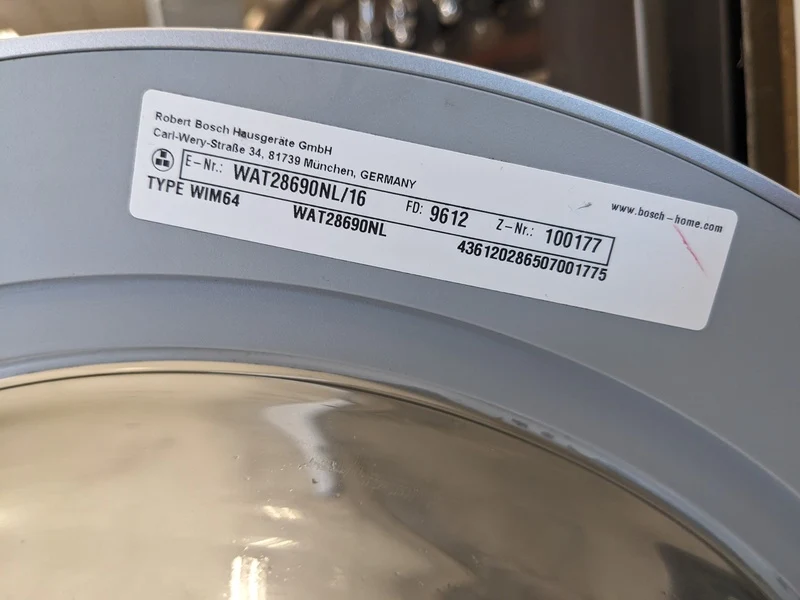 Robert Bosch Hausgeräte GmbH
Carl-Wery-Straße 34, 81739 München, GERMANY
www.bosch-home.com
E-Nr.: WAT28690NL/16 FD: 9612 Z-Nr.: 100177
TYPE WIM64 WAT28690NL 436120286507001775